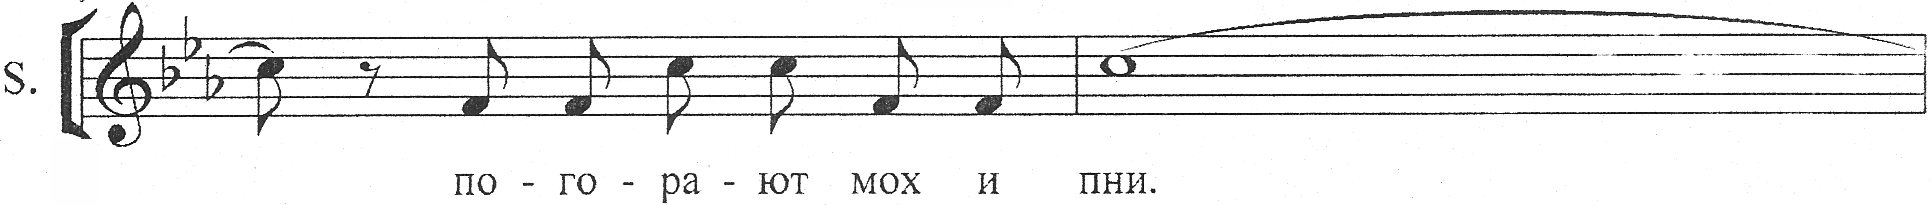 S.
по - го - ра - ют мох и пни.